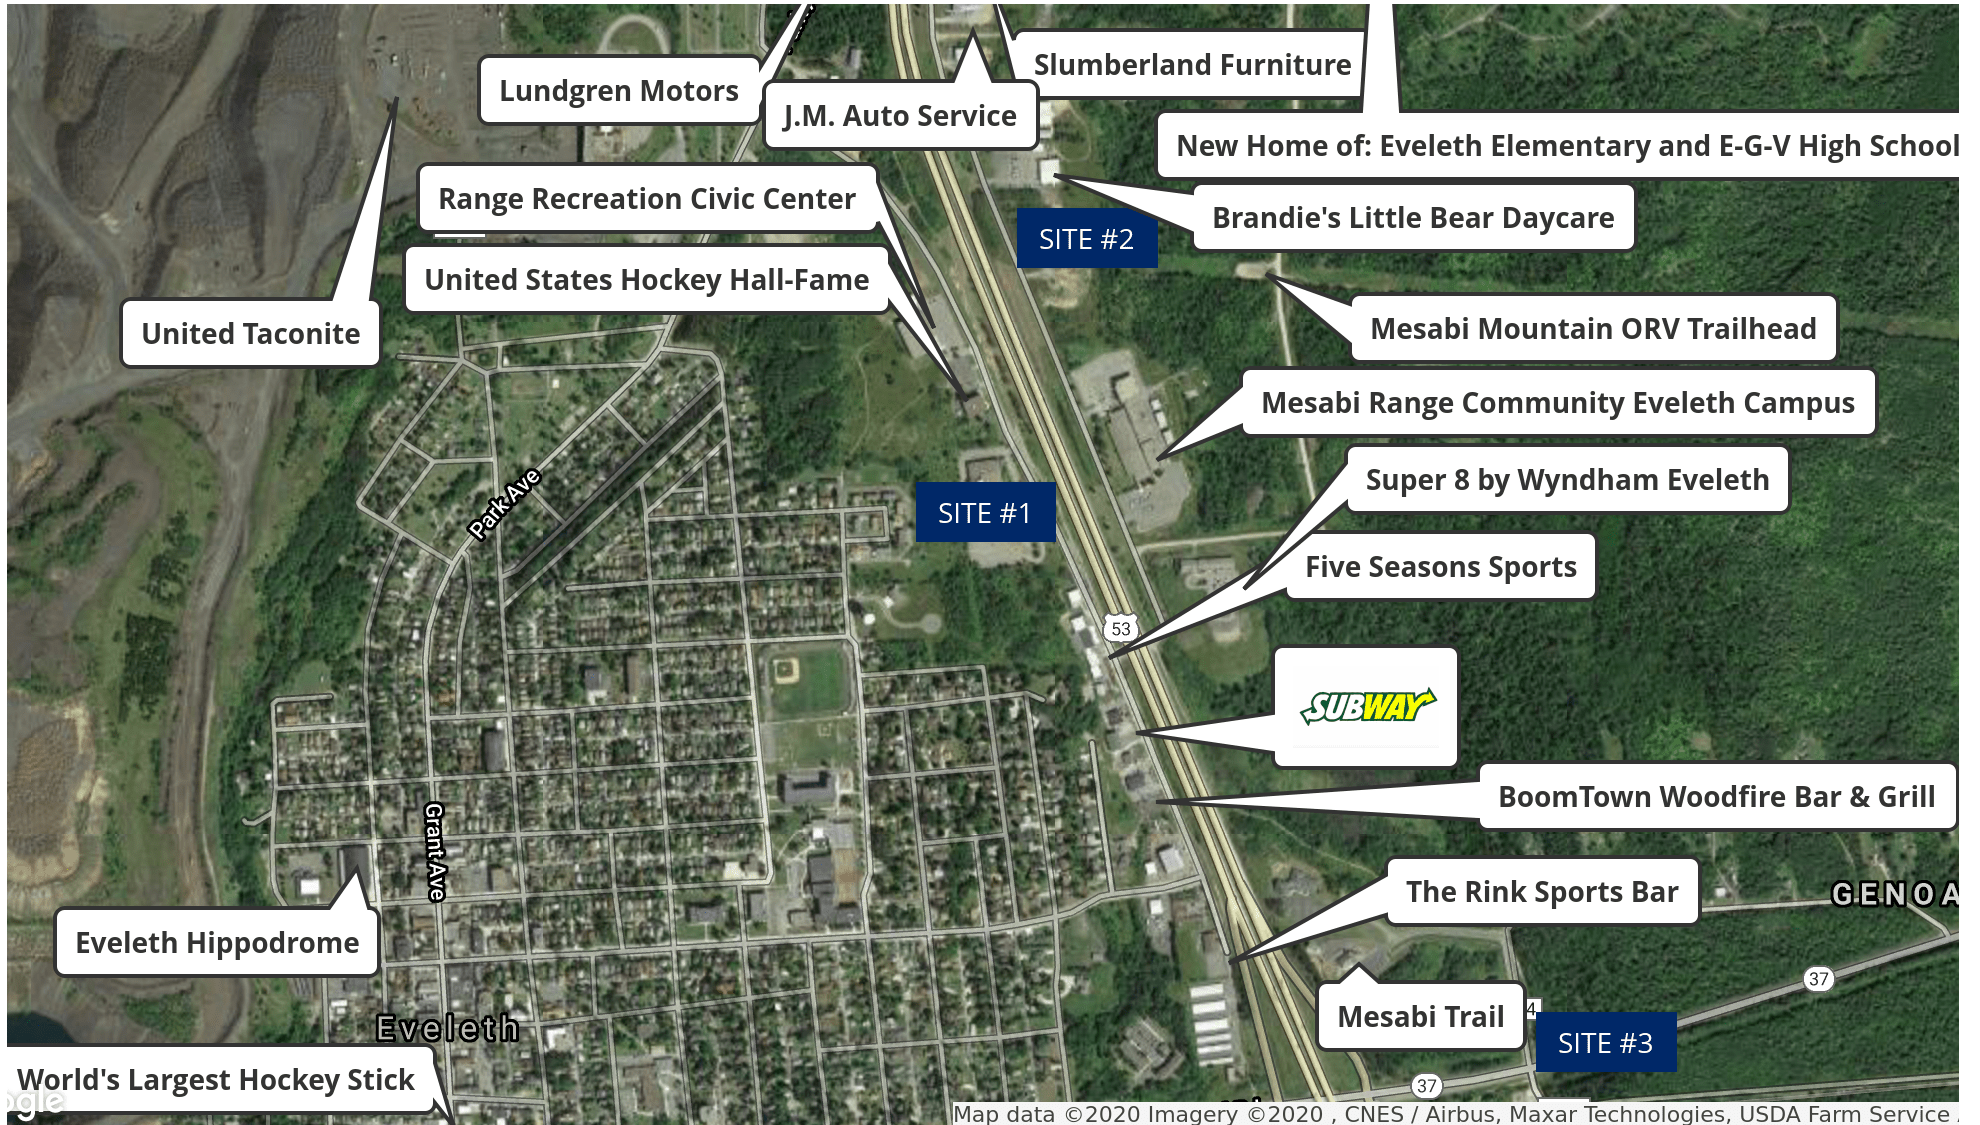 Slumberland Furniture
Lundgren Motors
J.M. Auto Service
New Home of: Eveleth Elementary and E-G-V High School
Range Recreation Civic Center
Brandie's Little Bear Daycare
SITE #2
United States Hockey Hall-Fame
United Taconite
Mesabi Mountain ORV Trailhead
Mesabi Range Community Eveleth Campus
Super 8 by Wyndham Eveleth
Park Ave
SITE #1
Five Seasons Sports
53
SUBWAY
BoomTown Woodfire Bar & Grill
Grant Ave
The Rink Sports Bar
GENOA
Eveleth Hippodrome
37
Mesabi Trail
4
Eveleth
SITE #3
World's Largest Hockey Stick
37
ogle
Map data ©2020 Imagery ©2020 , CNES / Airbus, Maxar Technologies, USDA Farm Service